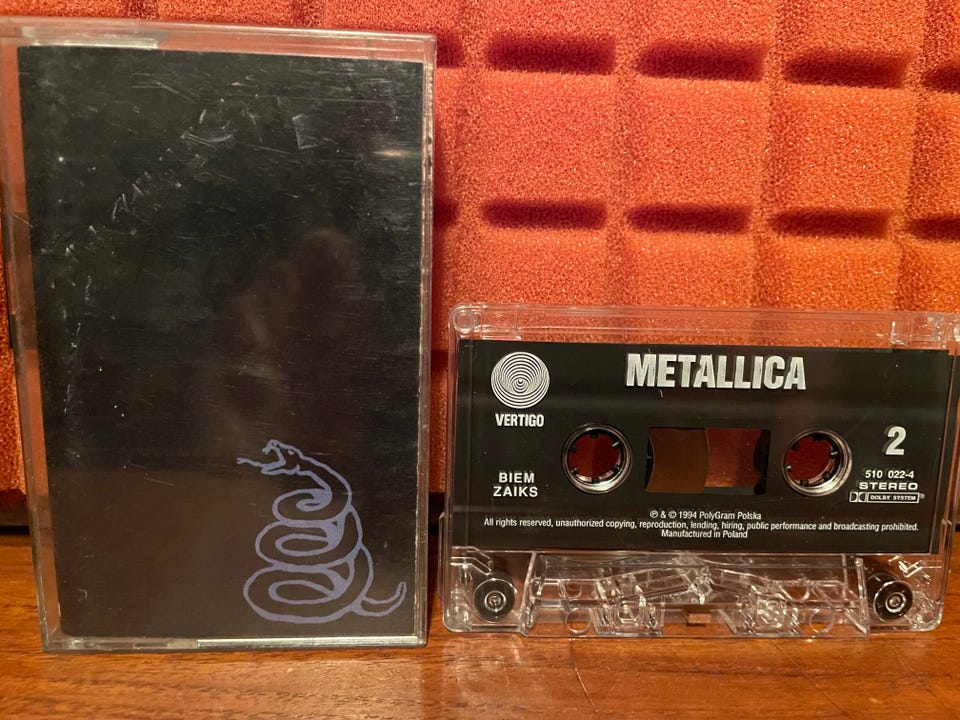 METALLICA
VERTIGO
2
BIEM
ZAIKS
510 022-4
STEREO
DOLBY SYSTEM®
℗ & © 1994 PolyGram Polska
All rights reserved, unauthorized copying, reproduction, lending, hiring, public performance and broadcasting prohibited.
Manufactured in Poland